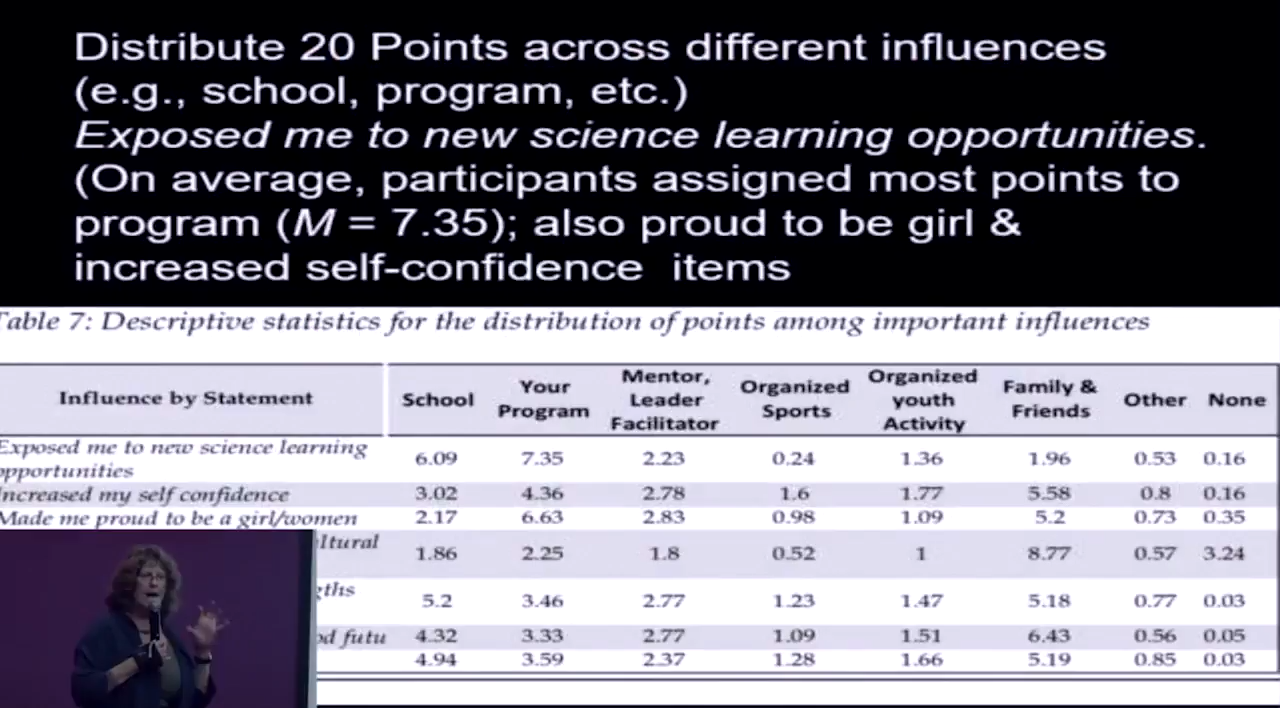 Distribute 20 Points across different influences
(e.g., school, program, etc.)
Exposed me to new science learning opportunities.
(On average, participants assigned most points to
program (M = 7.35); also proud to be girl &
increased self-confidence items
Table 7: Descriptive statistics for the distribution of points among important influences
Influence by Statement School Your Program Mentor, Leader Facilitator Organized Sports Organized youth Activity Family & Friends Other None
Exposed me to new science learning
opportunities 6.09 7.35 2.23 0.24 1.36 1.96 0.53 0.16
Increased my self confidence 3.02 4.36 2.78 1.6 1.77 5.58 0.8 0.16
Made me proud to be a girl/women 2.17 6.63 2.83 0.98 1.09 5.2 0.73 0.35
1.86 2.25 1.8 0.52 1 8.77 0.57 3.24
5.2 3.46 2.77 1.23 1.47 5.18 0.77 0.03
4.32 3.33 2.77 1.09 1.51 6.43 0.56 0.05
4.94 3.59 2.37 1.28 1.66 5.19 0.85 0.03